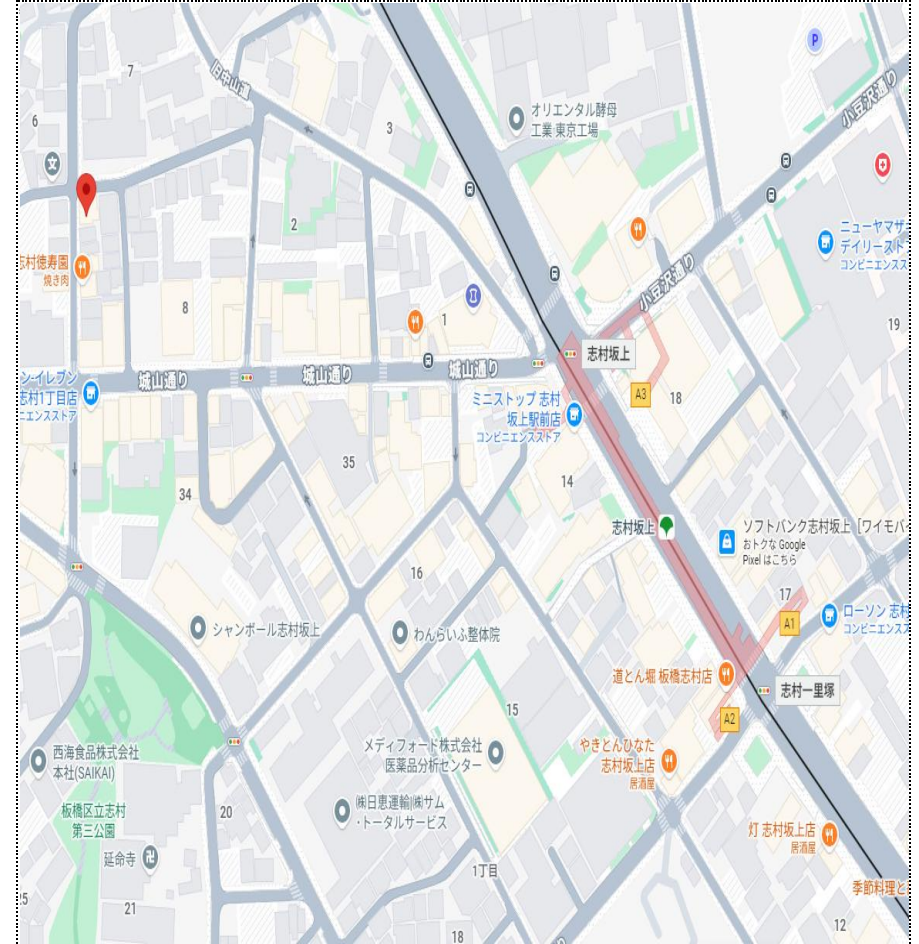 7
旧中山道
6
3
オリエンタル酵母
工業 東京工場
P
小豆沢通り
文
2
志村徳寿園
焼き肉
8
1
小豆沢通り
ニューヤマザ
デイリースト
コンビニエンスス
19
城山通り
城山通り
城山通り
志村坂上
ン-イレブン
志村1丁目店
ニエンスストア
ミニストップ 志村
坂上駅前店
コンビニエンスストア
A3
18
35
34
14
志村坂上
ソフトバンク志村坂上 [ワイモバイ
おトクな Google
Pixel はこちら
16
17
A1
ローソン 志村
コンビニエンスス
シャンボール志村坂上
わんらいふ整体院
道とん堀 板橋志村店
志村一里塚
A2
15
西海食品株式会社
本社(SAIKAI)
メディフォード株式会社
医薬品分析センター
やきとんひなた
志村坂上店
居酒屋
板橋区立志村
第三公園
20
㈱日恵運輸㈱サム
・トータルサービス
灯 志村坂上店
居酒屋
延命寺
1丁目
季節料理と
21
18
12